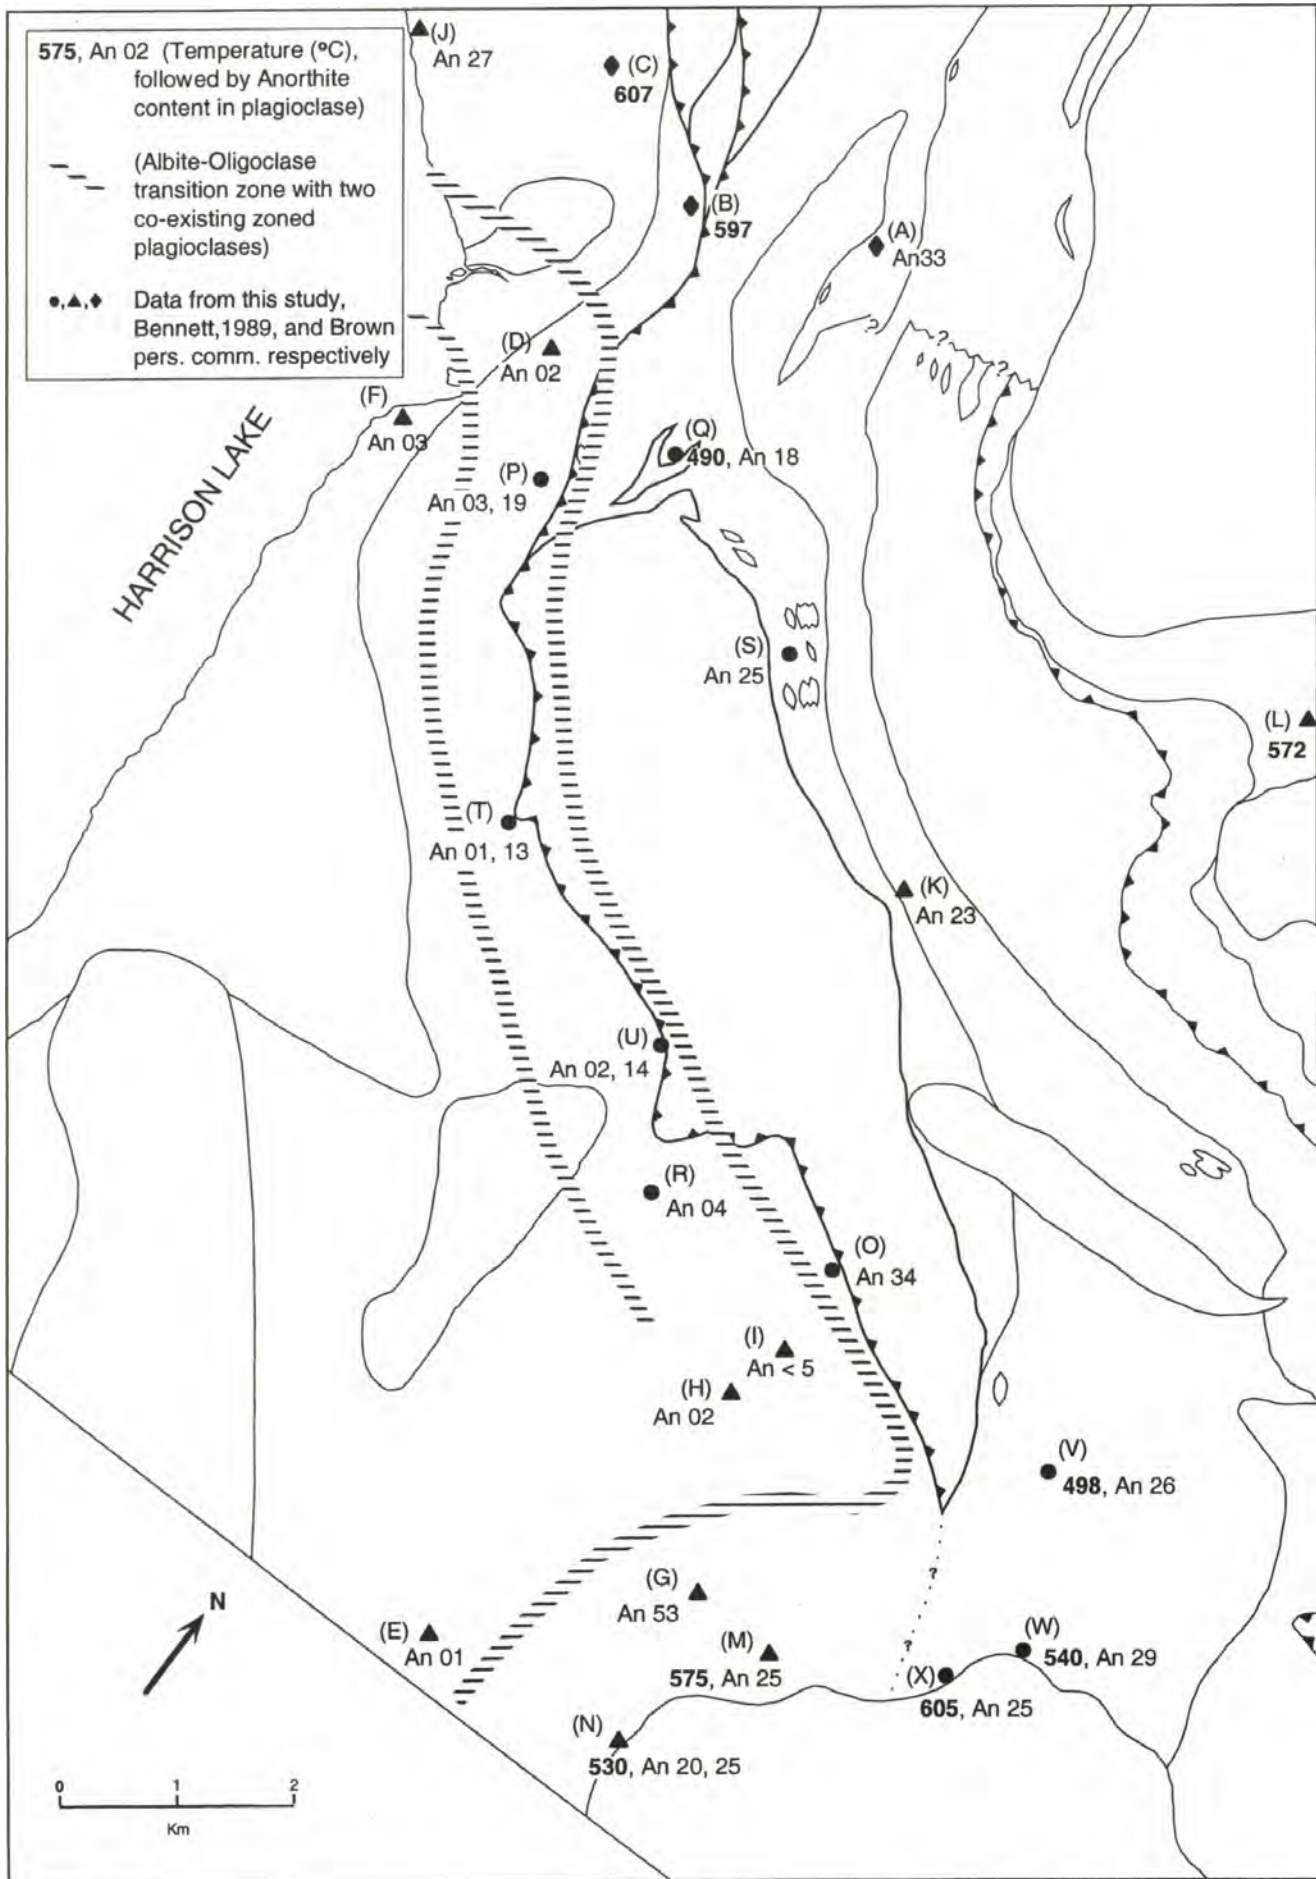 575, An 02 (Temperature (ºC),
followed by Anorthite
content in plagioclase)
(Albite-Oligoclase
transition zone with two
co-existing zoned
plagioclases)
Data from this study,
Bennett,1989, and Brown
pers. comm. respectively
(J)
An 27
(C)
607
(B)
597
(A)
An33
?
?
?
(D)
An 02
(F)
An 03
HARRISON LAKE
(Q)
490, An 18
(P)
An 03, 19
(S)
An 25
(L)
572
(T)
An 01, 13
(K)
An 23
(U)
An 02, 14
(R)
An 04
(O)
An 34
(I)
An < 5
(H)
An 02
(V)
498, An 26
?
(G)
An 53
N
(E)
An 01
(M)
575, An 25
?
(W)
540, An 29
(X)
605, An 25
(N)
530, An 20, 25
0 1 2
Km